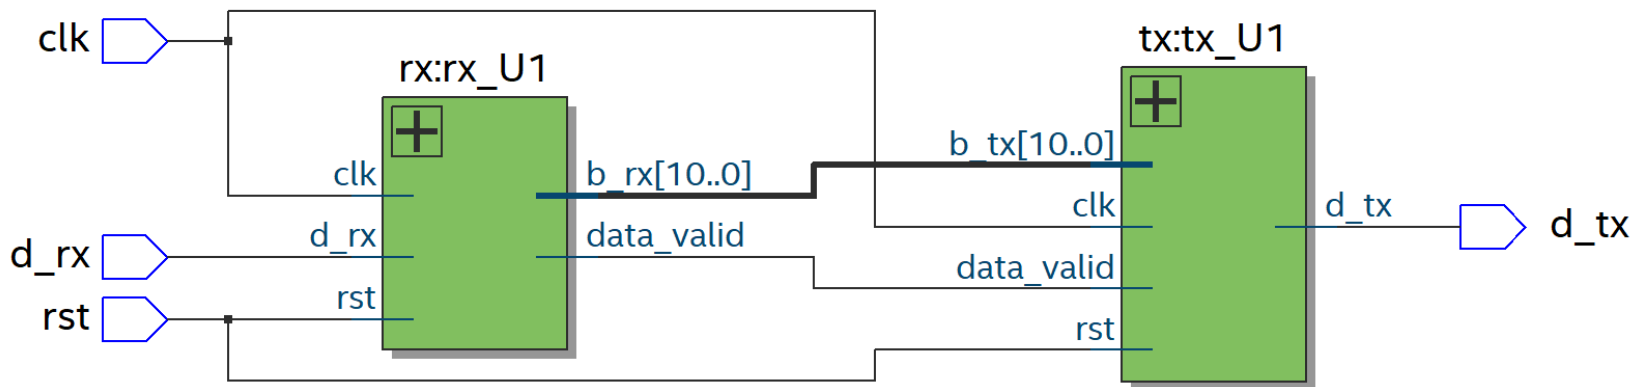 clk
d_rx
rst
rx:rx_U1
clk
d_rx
rst
b_rx[10..0]
data_valid
tx:tx_U1
b_tx[10..0]
clk
data_valid
rst
d_tx
d_tx